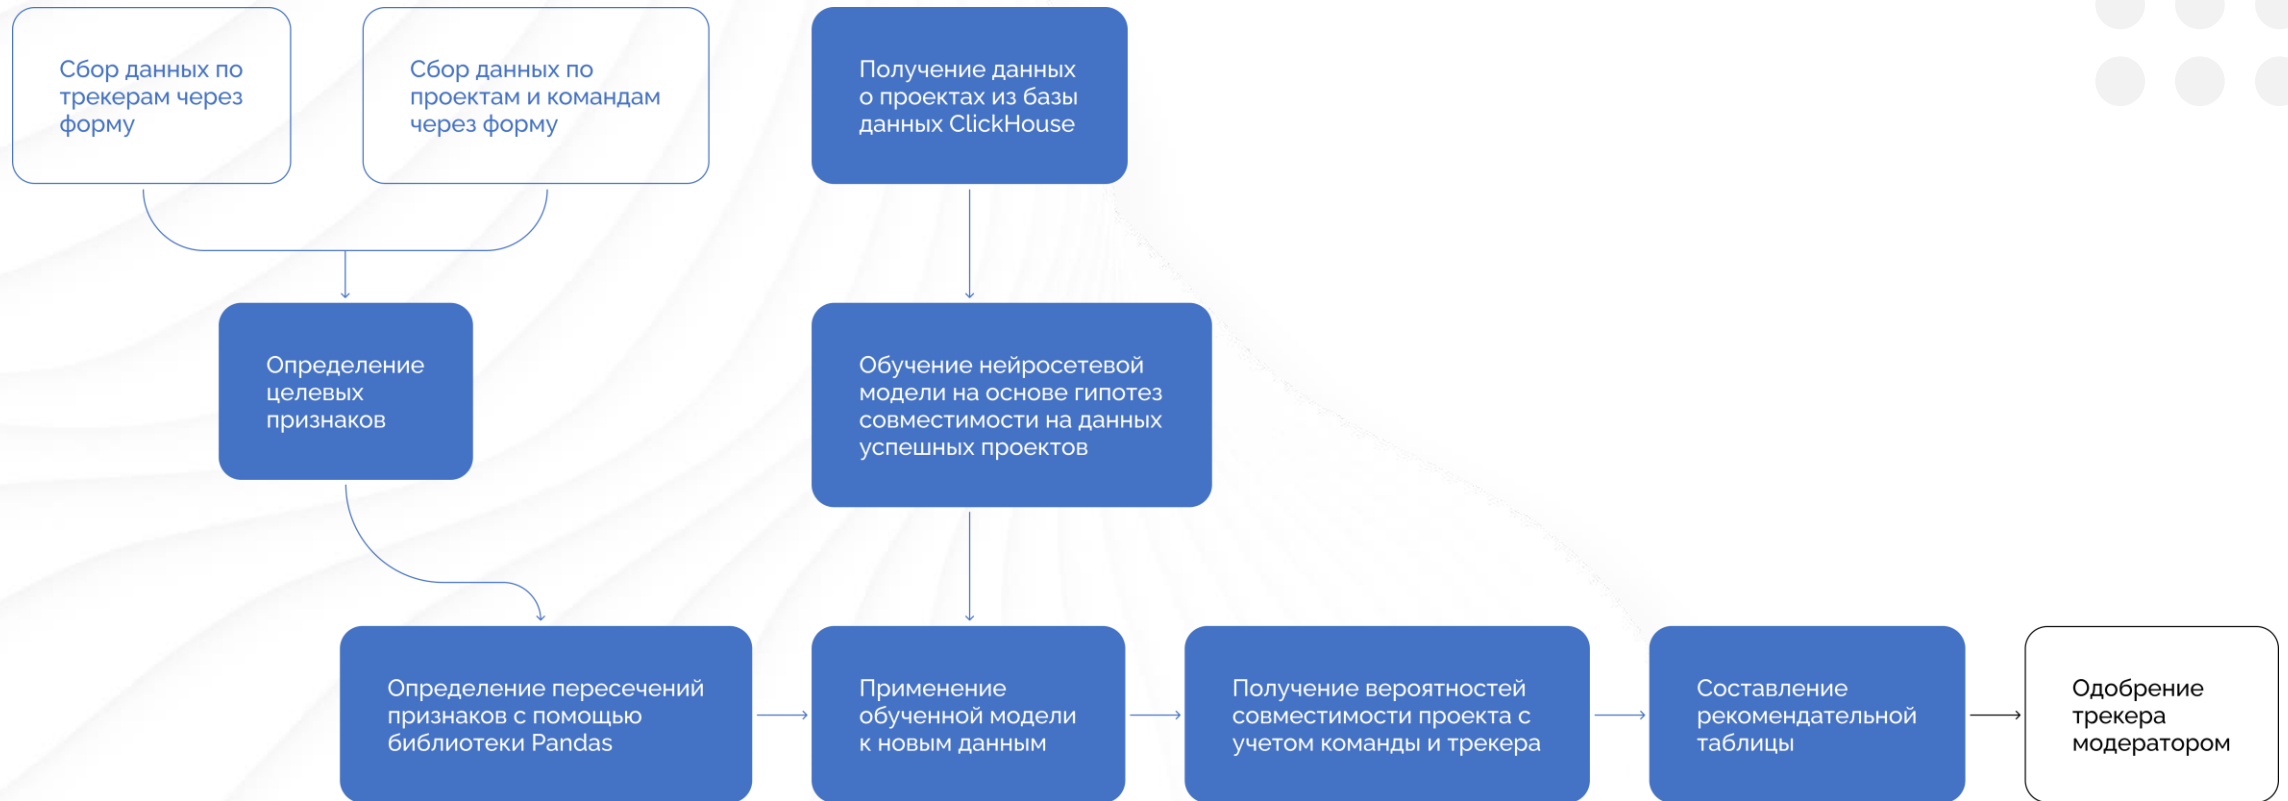 Сбор данных по
трекерам через
форму
Сбор данных по
проектам и командам
через форму
Получение данных
о проектах из базы
данных ClickHouse
Определение
целевых
признаков
Обучение нейросетевой
модели на основе гипотез
совместимости на данных
успешных проектов
Определение пересечений
признаков с помощью
библиотеки Pandas
Применение
обученной модели
к новым данным
Получение вероятностей
совместимости проекта с
учетом команды и трекера
Составление
рекомендательной
таблицы
Одобрение
трекера
модератором